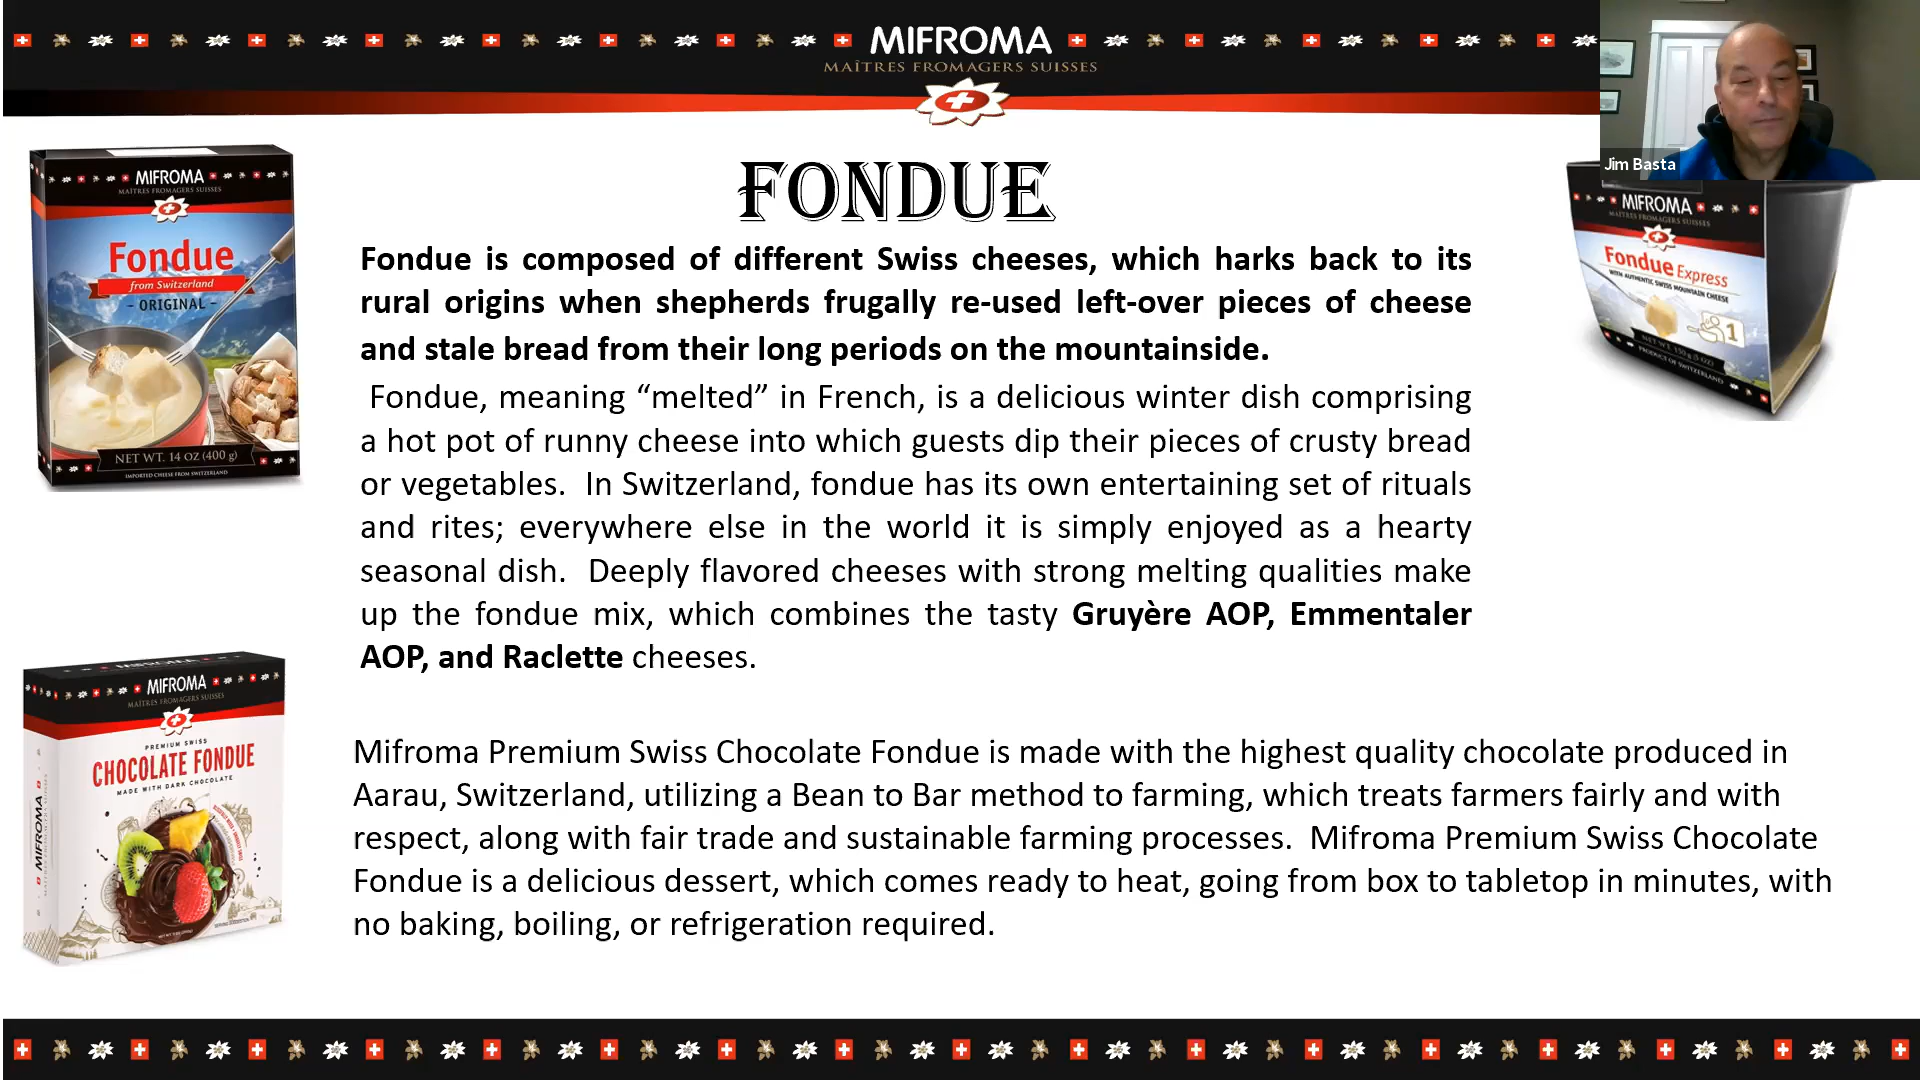 MIFROMA
MAÎTRES FROMAGERS SUISSES
Jim Basta
FONDUE
Fondue is composed of different Swiss cheeses, which harks back to its
rural origins when shepherds frugally re-used left-over pieces of cheese
and stale bread from their long periods on the mountainside.
Fondue, meaning “melted” in French, is a delicious winter dish comprising
a hot pot of runny cheese into which guests dip their pieces of crusty bread
or vegetables. In Switzerland, fondue has its own entertaining set of rituals
and rites; everywhere else in the world it is simply enjoyed as a hearty
seasonal dish. Deeply flavored cheeses with strong melting qualities make
up the fondue mix, which combines the tasty Gruyère AOP, Emmentaler
AOP, and Raclette cheeses.
MIFROMA
MAÎTRES FROMAGERS SUISSES
Fondue
from Switzerland
- ORIGINAL -
NET WT. 14 OZ (400 g)
IMPORTED CHEESE FROM SWITZERLAND
MIFROMA
MAÎTRES FROMAGERS SUISSES
Fondue Express
WITH AUTHENTIC SWISS MOUNTAIN CHEESE
1
NET WT. 150 g (5 OZ)
PRODUCT OF SWITZERLAND
MIFROMA
MAÎTRES FROMAGERS SUISSES
PREMIUM SWISS
CHOCOLATE FONDUE
MADE WITH DARK CHOCOLATE
MIFROMA
Mifroma Premium Swiss Chocolate Fondue is made with the highest quality chocolate produced in
Aarau, Switzerland, utilizing a Bean to Bar method to farming, which treats farmers fairly and with
respect, along with fair trade and sustainable farming processes. Mifroma Premium Swiss Chocolate
Fondue is a delicious dessert, which comes ready to heat, going from box to tabletop in minutes, with
no baking, boiling, or refrigeration required.